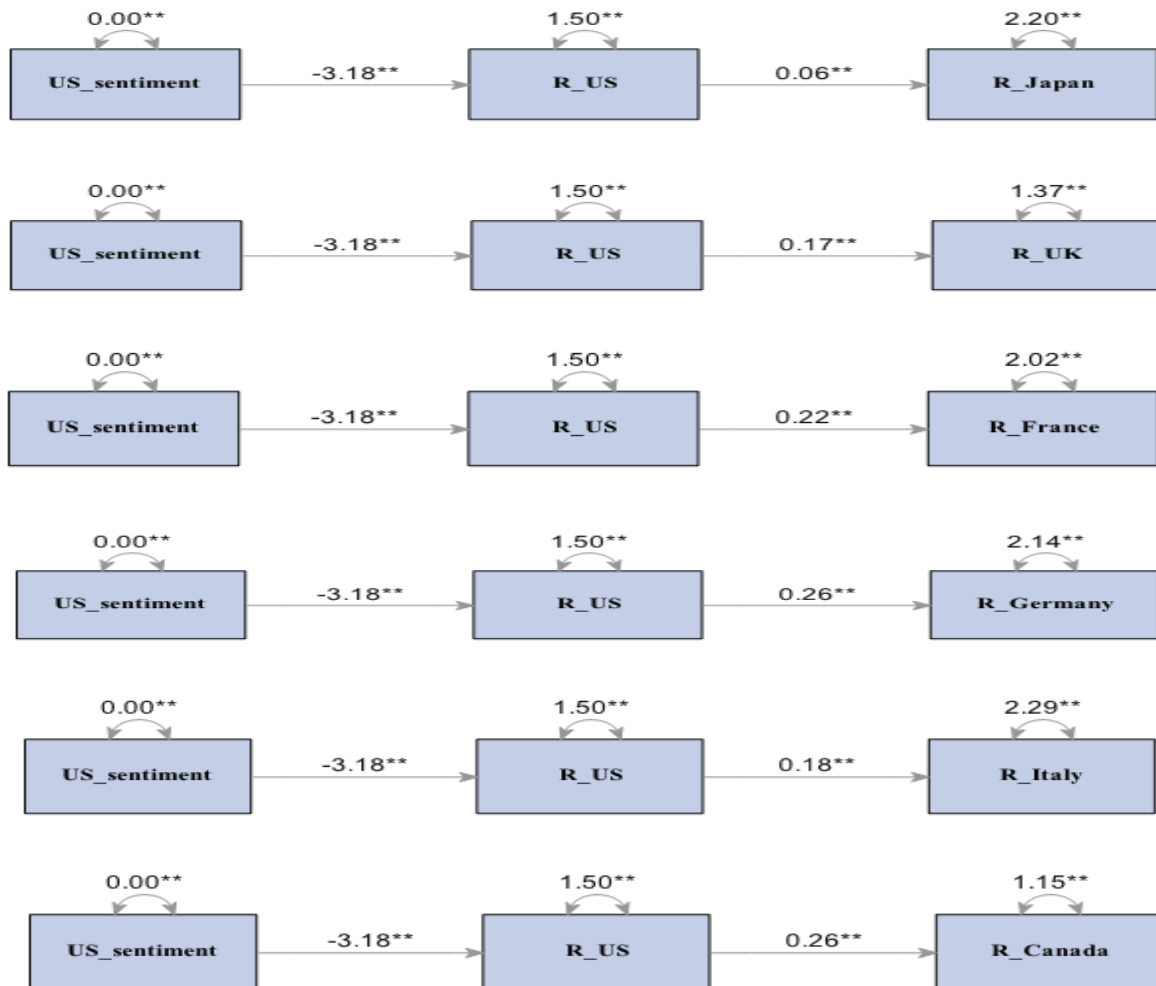 0.00** 1.50** 2.20**
US_sentiment -3.18** R_US 0.06** R_Japan
0.00** 1.50** 1.37**
US_sentiment -3.18** R_US 0.17** R_UK
0.00** 1.50** 2.02**
US_sentiment -3.18** R_US 0.22** R_France
0.00** 1.50** 2.14**
US_sentiment -3.18** R_US 0.26** R_Germany
0.00** 1.50** 2.29**
US_sentiment -3.18** R_US 0.18** R_Italy
0.00** 1.50** 1.15**
US_sentiment -3.18** R_US 0.26** R_Canada